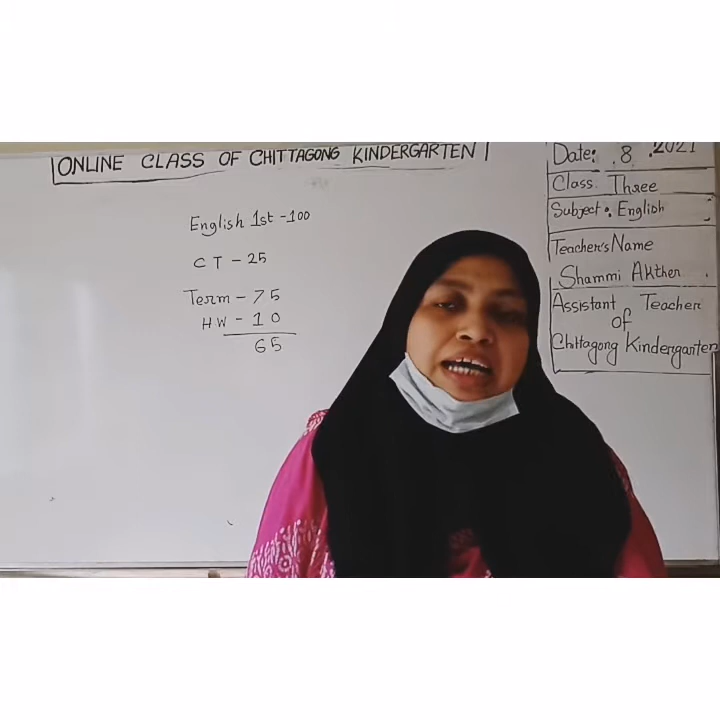 ONLINE CLASS OF CHITTAGONG KINDERGARTEN
English 1st -100
CT - 25
Term - 75
HW - 10
65
Date: .8 .2021
Class. Three
Subject: English
Teacher's Name
Shammi Akther
Assistant Teacher
Of
Chittagong Kindergarten